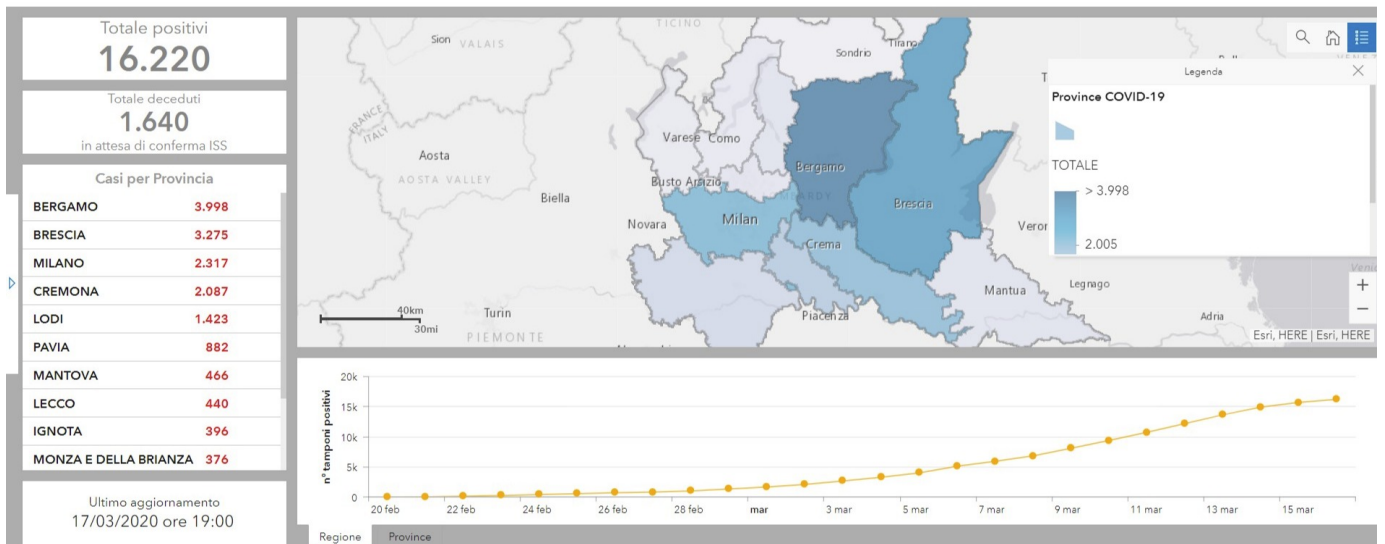 Totale positivi
16.220
Totale deceduti
1.640
in attesa di conferma ISS
Casi per Provincia
BERGAMO 3.998
BRESCIA 3.275
MILANO 2.317
CREMONA 2.087
LODI 1.423
PAVIA 882
MANTOVA 466
LECCO 440
IGNOTA 396
MONZA E DELLA BRIANZA 376
Ultimo aggiornamento
17/03/2020 ore 19:00
TICINO
Sion VALAIS
Sondrio
Tirano
FRANCE
ITALY
Aosta
AOSTA VALLEY
Varese Como
Bergamo
Busto Arsizio
Biella
Brescia
Novara
Milan
Crema
Mantua
Legnago
Piacenza
Turin
PIEMONTE
Adria
40km
30mi
Legenda
Province COVID-19
TOTALE
> 3.998
2.005
+
−
Esri, HERE | Esri, HERE
n° tamponi positivi
20k
15k
10k
5k
0
20 feb 22 feb 24 feb 26 feb 28 feb mar 3 mar 5 mar 7 mar 9 mar 11 mar 13 mar 15 mar
Regione Province